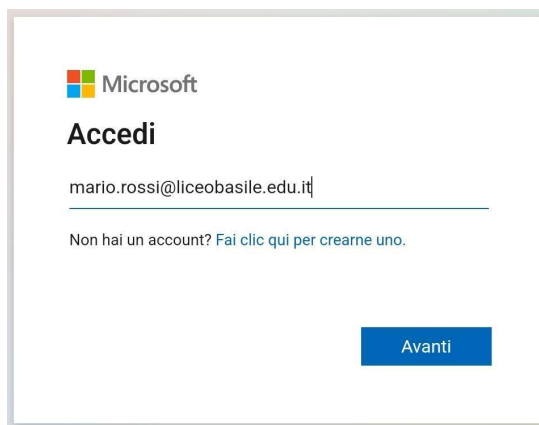 Microsoft
Accedi
mario.rossi@liceobasile.edu.it
Non hai un account? Fai clic qui per crearne uno.
Avanti